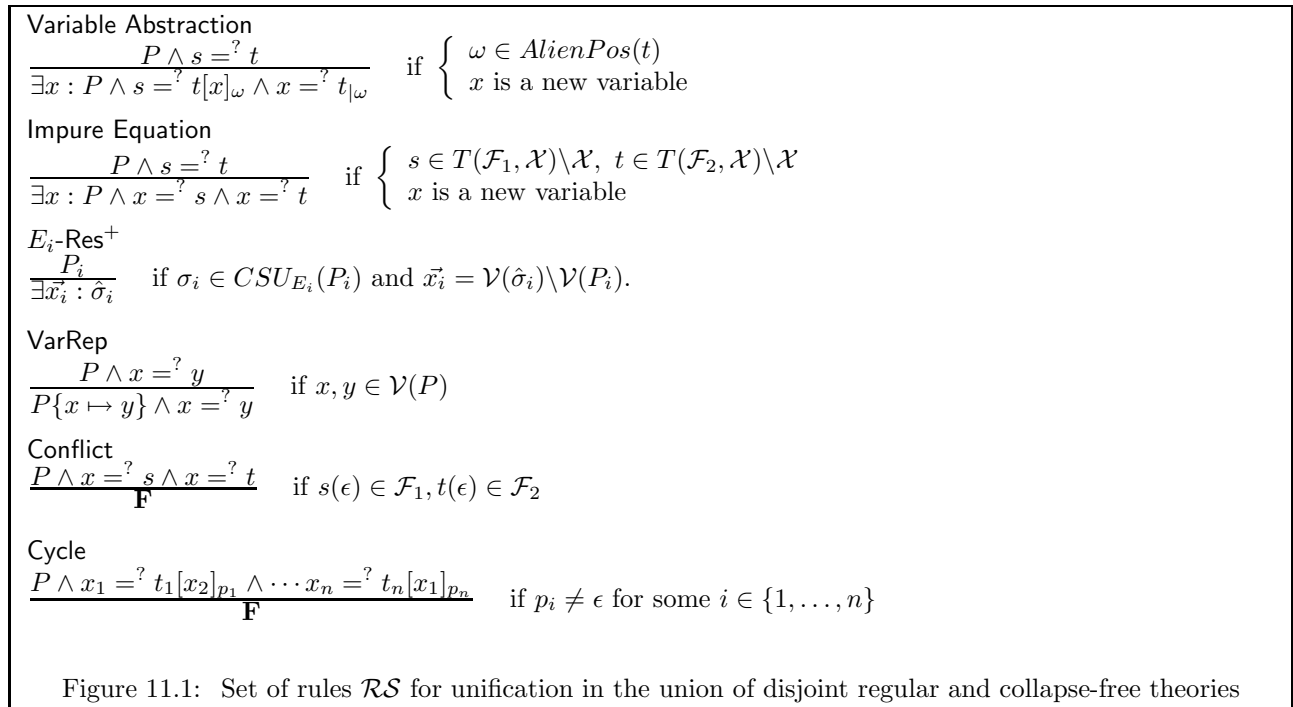 Variable Abstraction
P ∧ s =? t
∃x : P ∧ s =? t[x]ω ∧ x =? t|ω
if { ω ∈ AlienPos(t)
x is a new variable
Impure Equation
P ∧ s =? t
∃x : P ∧ x =? s ∧ x =? t
if { s ∈ T(F1, X)\X, t ∈ T(F2, X)\X
x is a new variable
Ei-Res+
Pi
∃x⃗i : σ̂i
if σi ∈ CSUEi(Pi) and x⃗i = V(σ̂i)\V(Pi).
VarRep
P ∧ x =? y
P{x ↦ y} ∧ x =? y
if x, y ∈ V(P)
Conflict
P ∧ x =? s ∧ x =? t
F
if s(ϵ) ∈ F1, t(ϵ) ∈ F2
Cycle
P ∧ x1 =? t1[x2]p1 ∧ ··· xn =? tn[x1]pn
F
if pi ≠ ϵ for some i ∈ {1, . . . , n}
Figure 11.1: Set of rules RS for unification in the union of disjoint regular and collapse-free theories